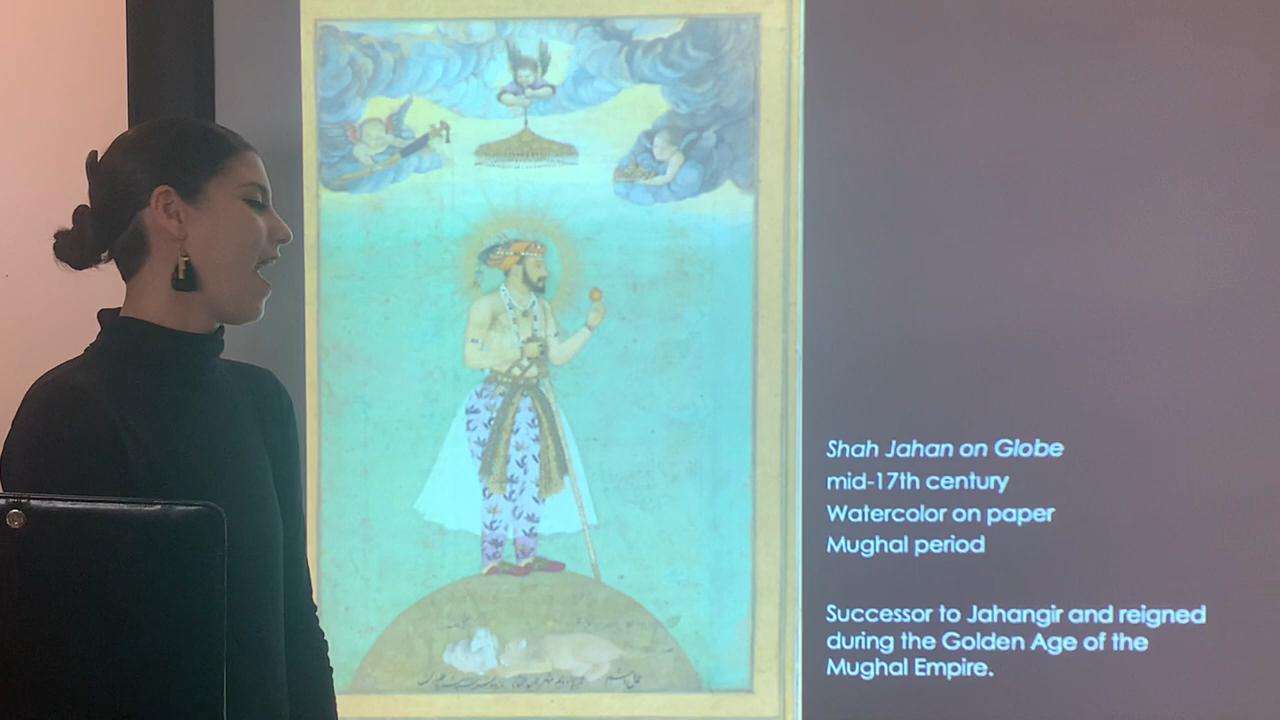 Shah Jahan on Globe
mid-17th century
Watercolor on paper
Mughal period
Successor to Jahangir and reigned
during the Golden Age of the
Mughal Empire.